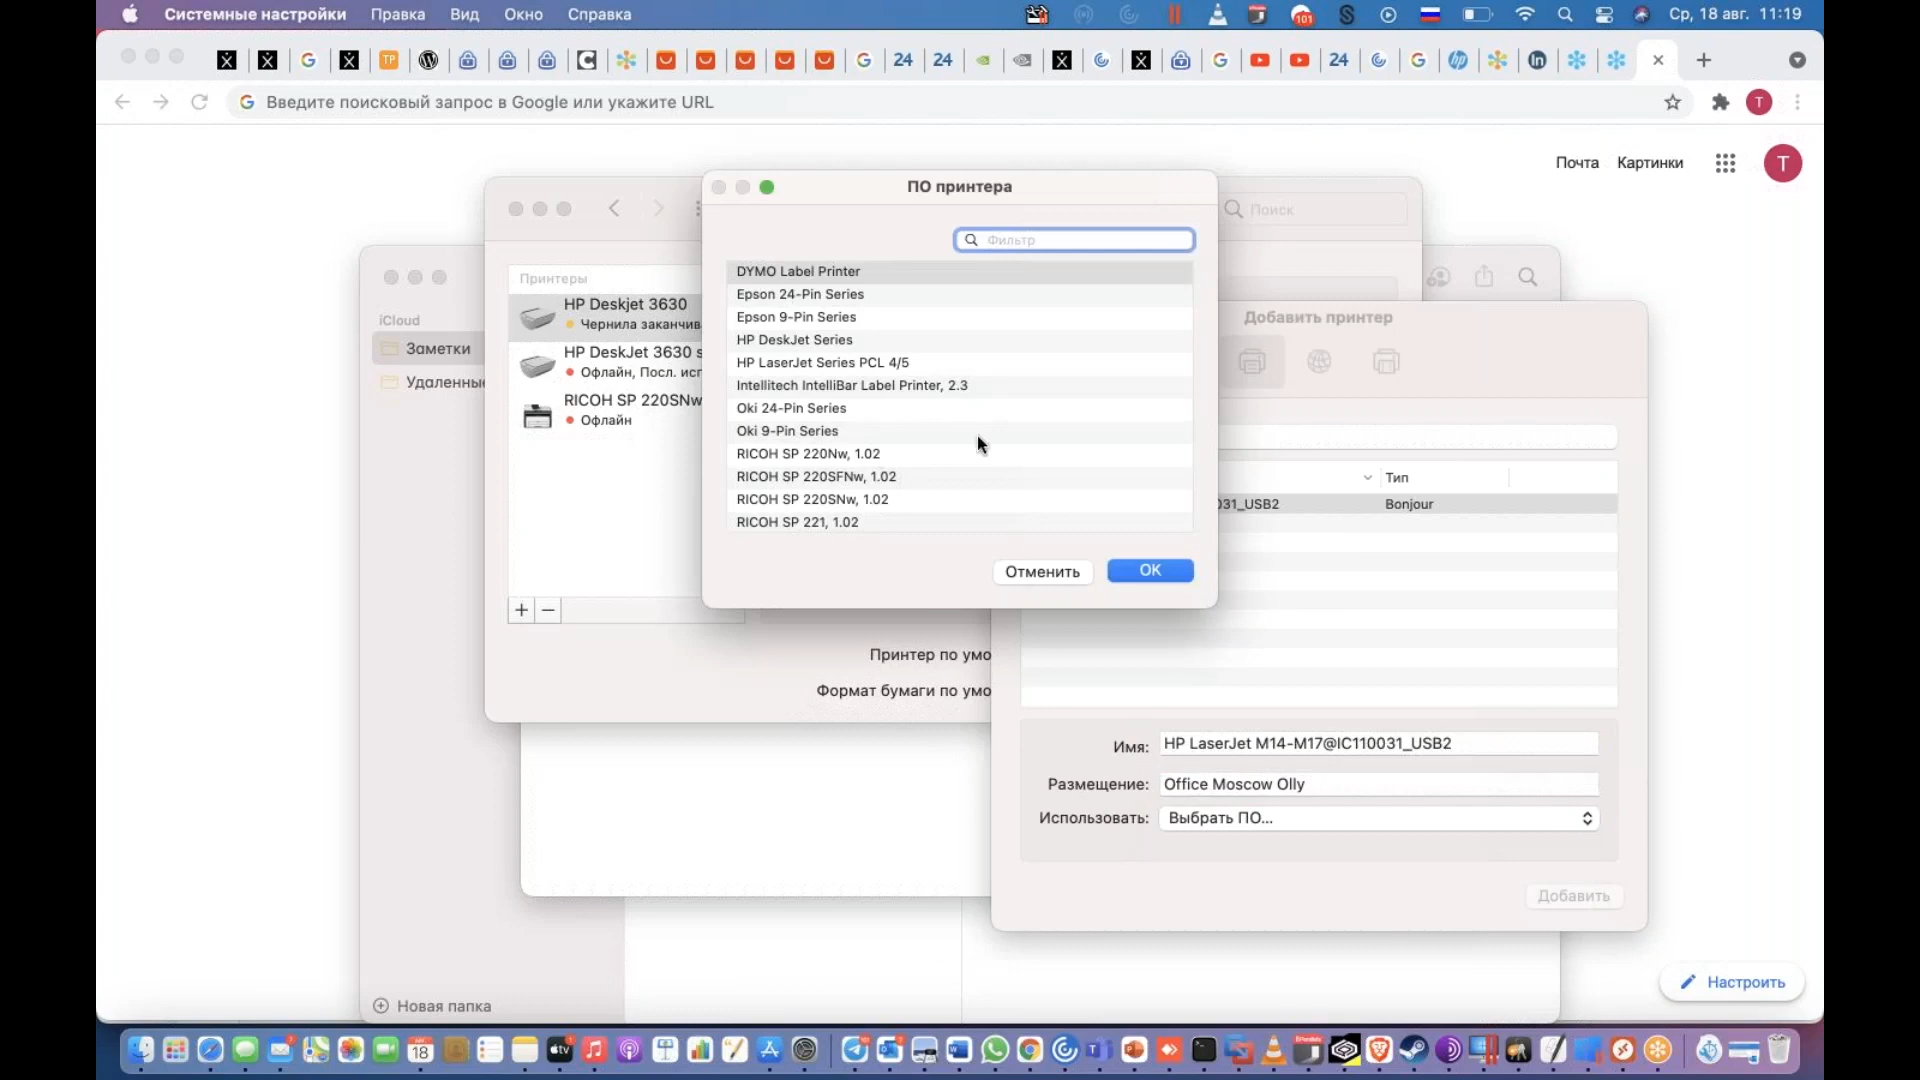 Системные настройки Правка Вид Окно Справка
101
Ср, 18 авг. 11:19
TP
24 24
24
Введите поисковый запрос в Google или укажите URL
T
Почта Картинки
T
ПО принтера
Поиск
Фильтр
iCloud
Заметки
Удаленны
Принтеры
HP Deskjet 3630
Чернила заканчив
HP DeskJet 3630 s
Офлайн, Посл. исп
RICOH SP 220SNw
Офлайн
DYMO Label Printer
Epson 24-Pin Series
Epson 9-Pin Series
HP DeskJet Series
HP LaserJet Series PCL 4/5
Intellitech IntelliBar Label Printer, 2.3
Oki 24-Pin Series
Oki 9-Pin Series
RICOH SP 220Nw, 1.02
RICOH SP 220SFNw, 1.02
RICOH SP 220SNw, 1.02
RICOH SP 221, 1.02
Отменить OK
Добавить принтер
Тип
031_USB2 Bonjour
Принтер по умо
Формат бумаги по умо
Имя: HP LaserJet M14-M17@IC110031_USB2
Размещение: Office Moscow Olly
Использовать: Выбрать ПО...
Добавить
Настроить
Новая папка
18